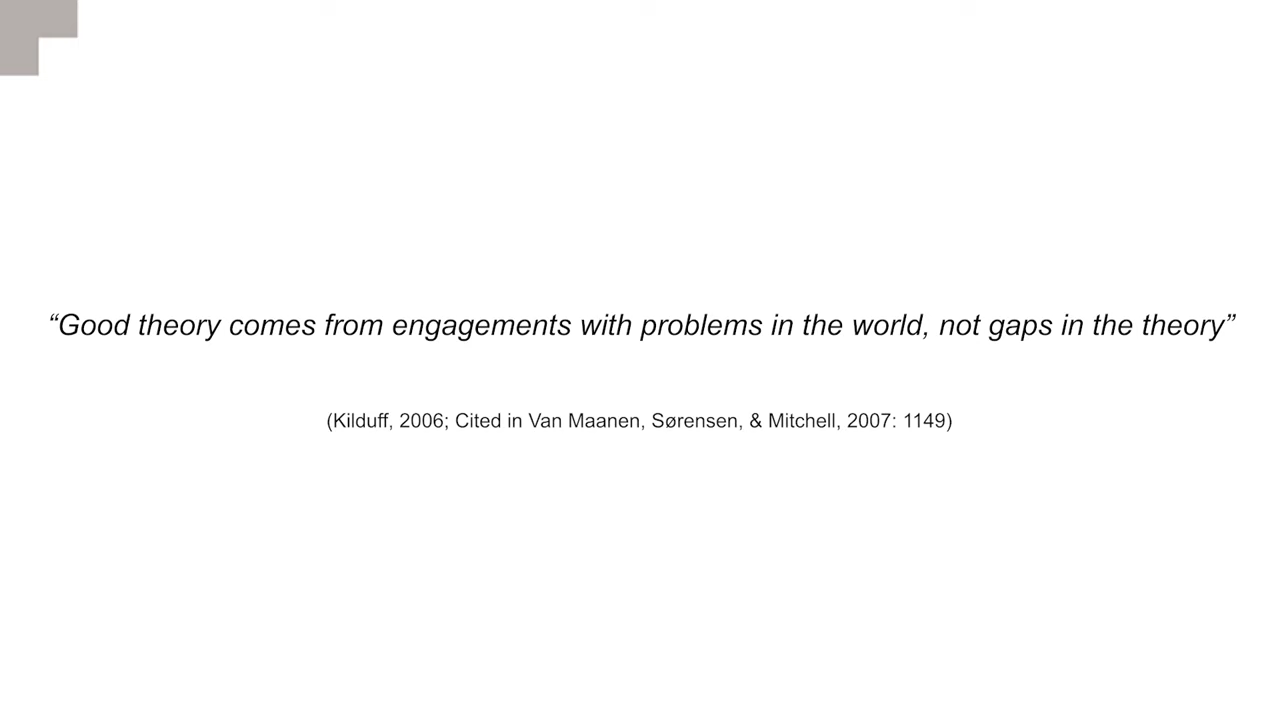 “Good theory comes from engagements with problems in the world, not gaps in the theory”
(Kilduff, 2006; Cited in Van Maanen, Sørensen, & Mitchell, 2007: 1149)